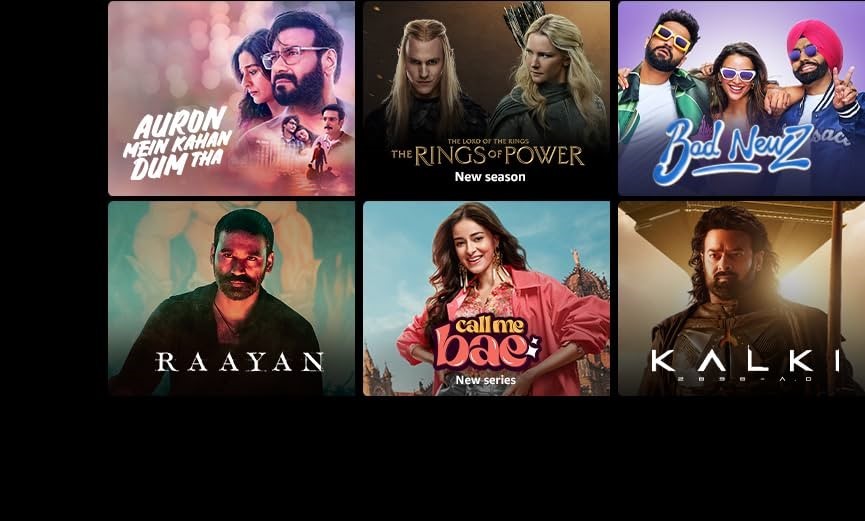 AURON
MEIN KAHAN
DUM THA
THE LORD OF THE RINGS
THE RINGS OF POWER
New season
Bad NewZ
RAAYAN
call me
bae
New series
KALKI
2898-A.D